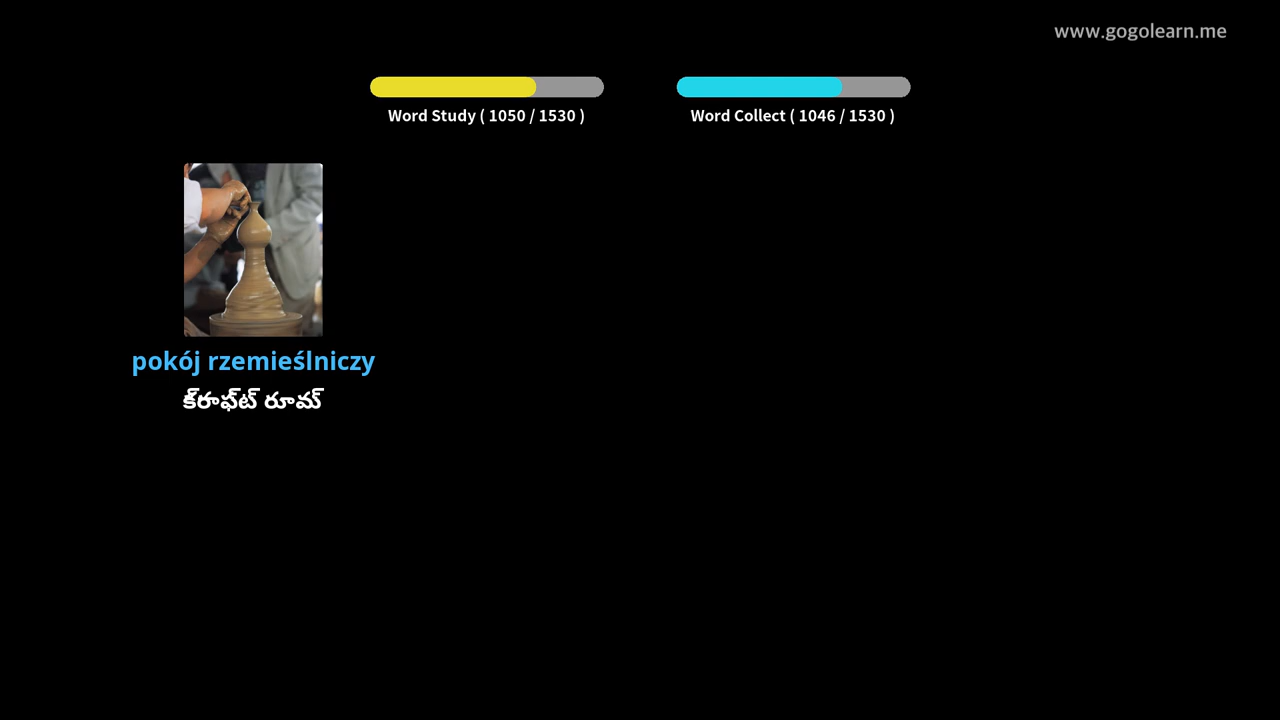 www.gogolearn.me
Word Study ( 1050 / 1530 )
Word Collect ( 1046 / 1530 )
pokój rzemieślniczy
క్రాఫ్ట్ రూమ్